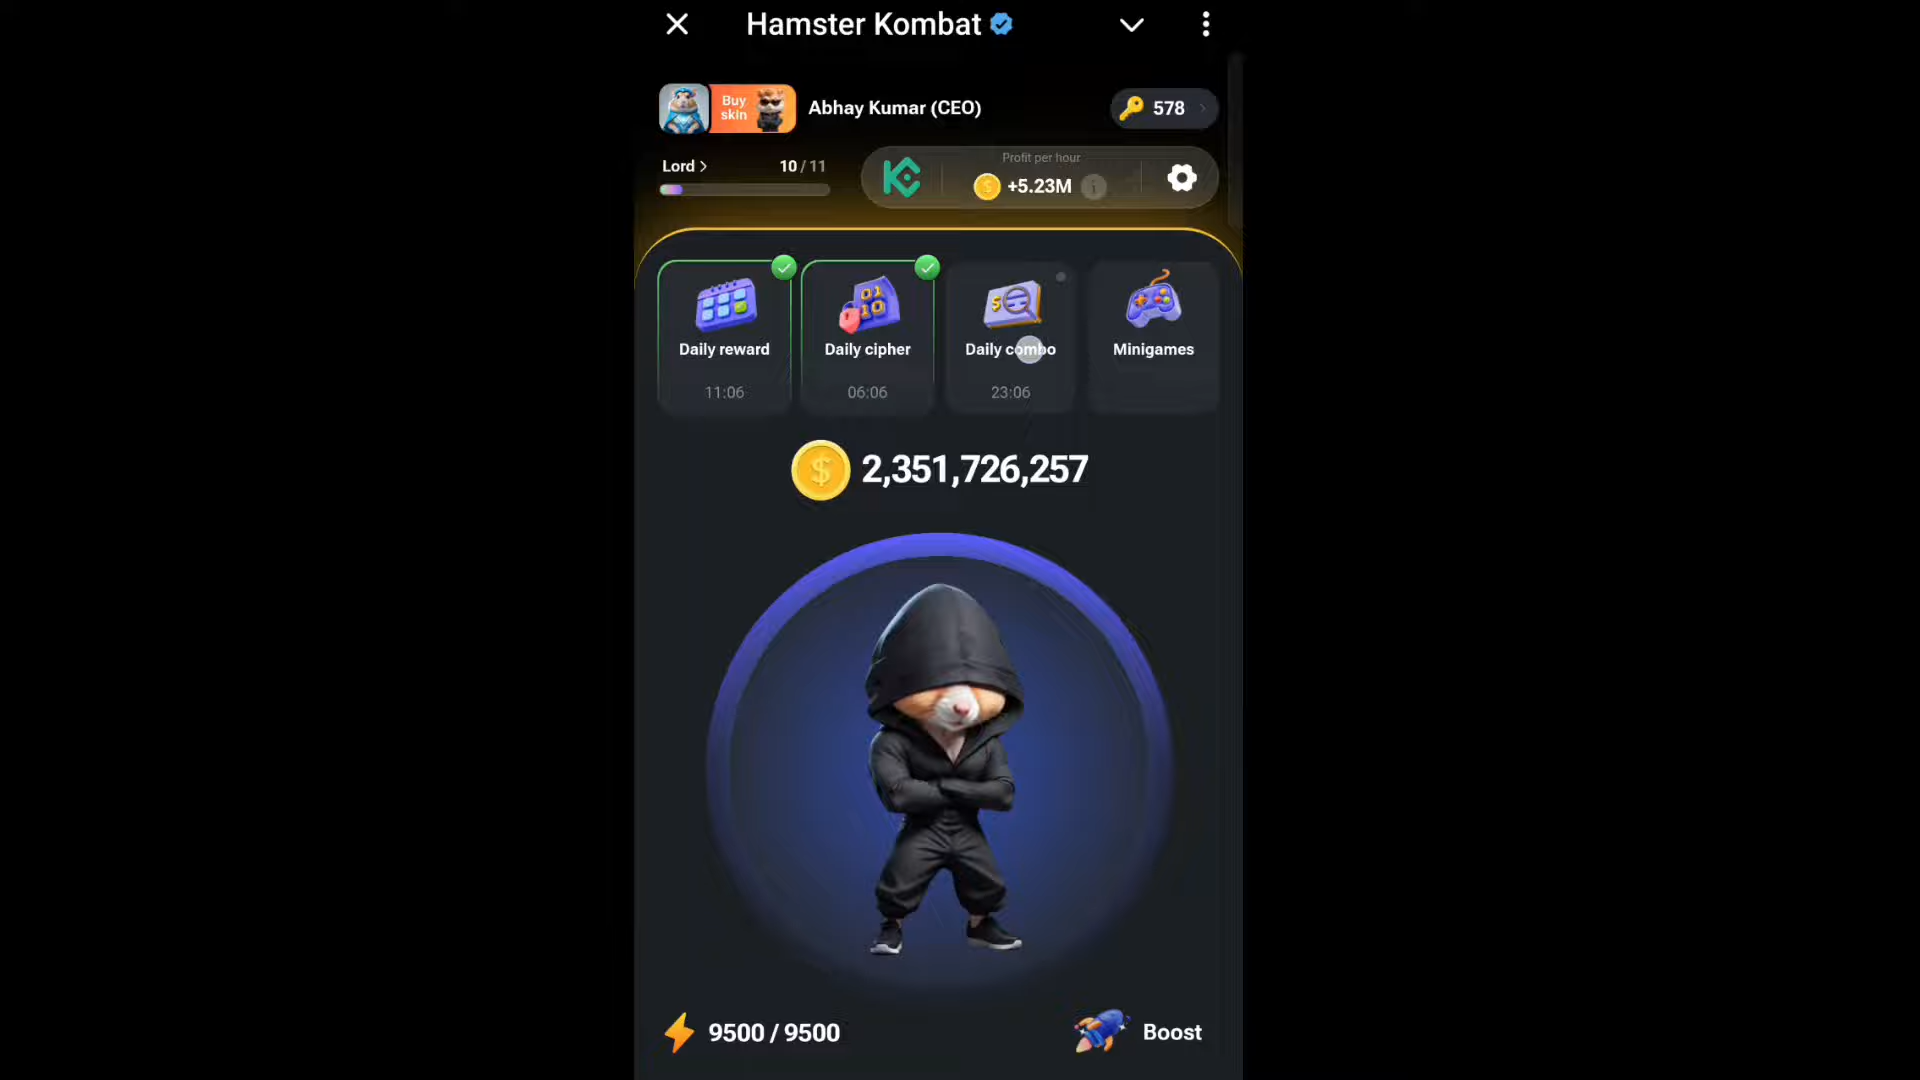 Hamster Kombat
Buy
skin
Abhay Kumar (CEO)
578
Lord
10/11
Profit per hour
+5.23M
Daily reward
11:06
Daily cipher
06:06
Daily combo
23:06
Minigames
2,351,726,257
9500 / 9500
Boost